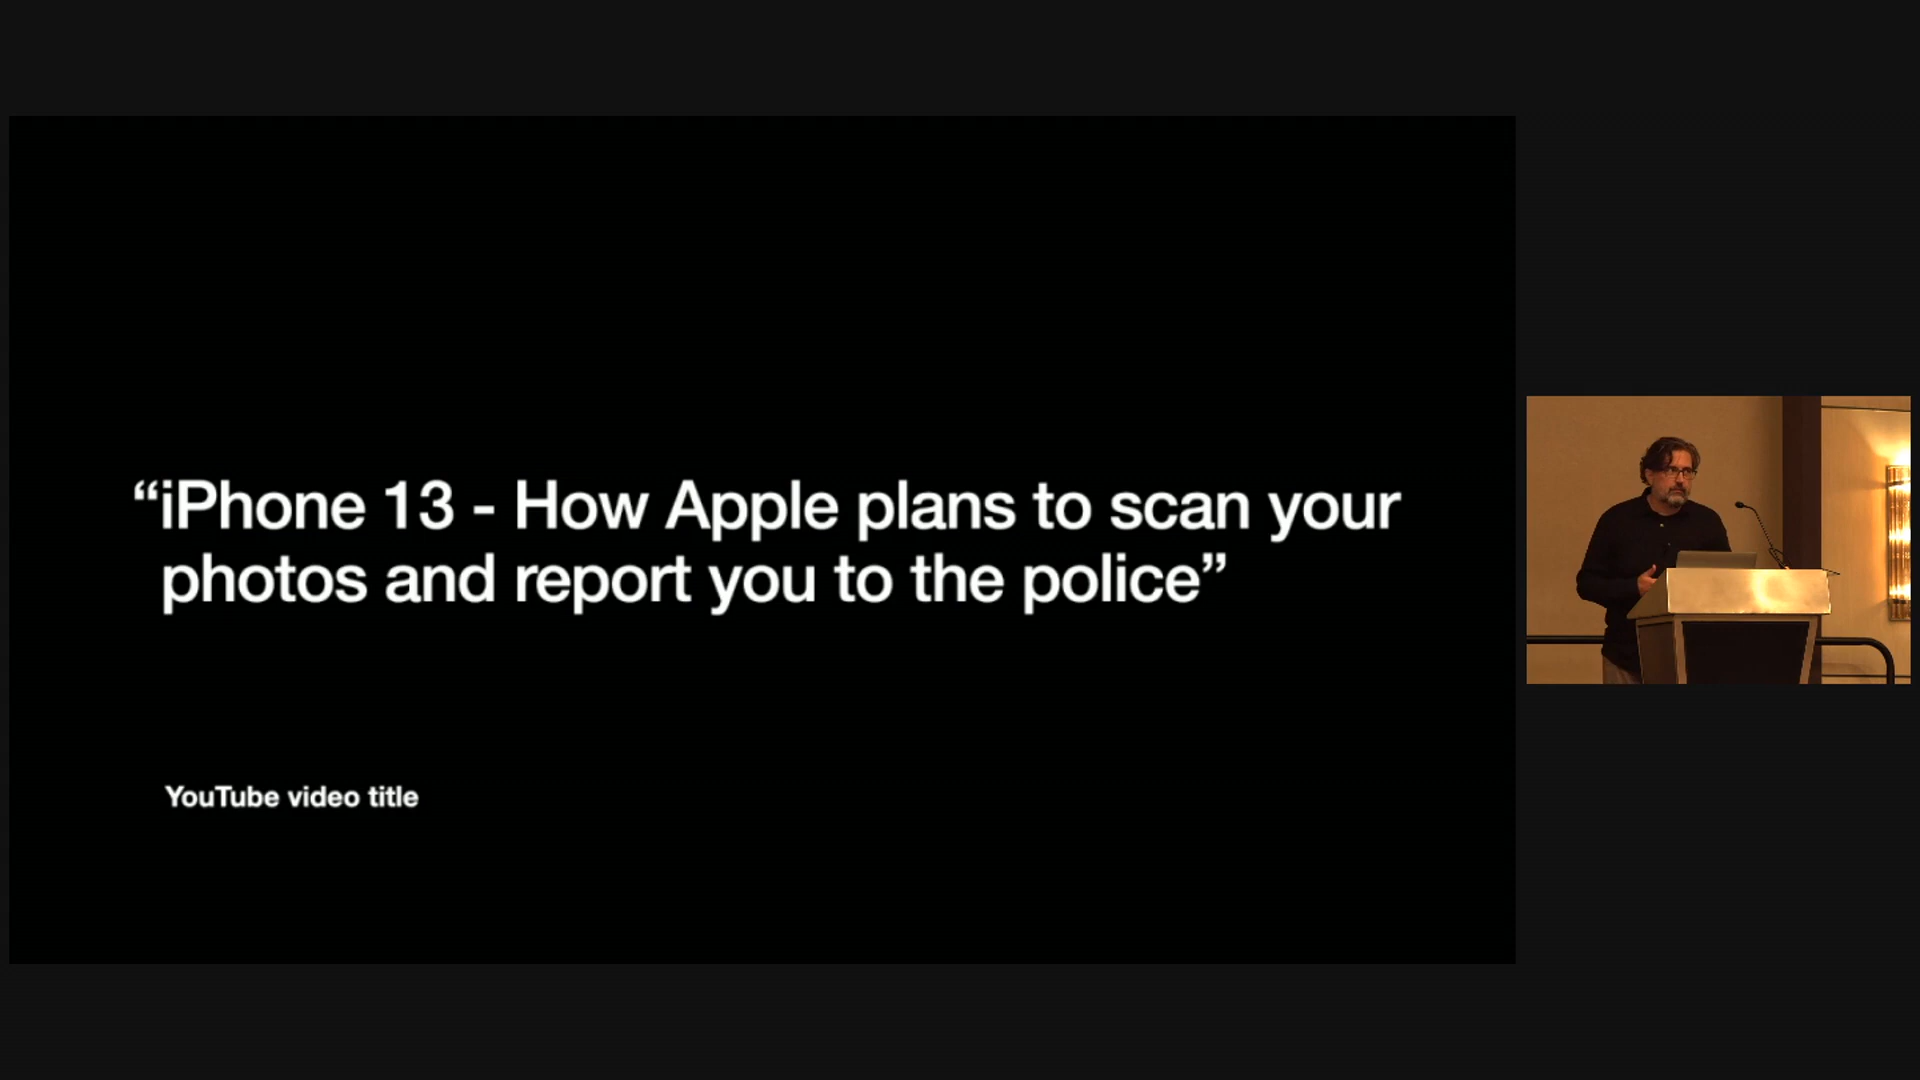 “iPhone 13 - How Apple plans to scan your
photos and report you to the police”
YouTube video title